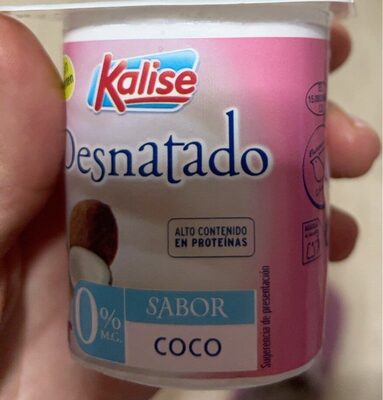 Kalise
Desnatado
ALTO CONTENIDO
EN PROTEÍNAS
0%
M.G.
SABOR
COCO
Sugerencia de presentación